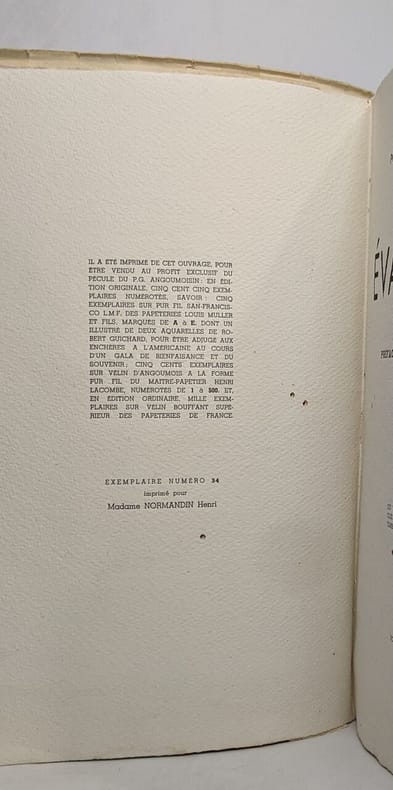 IL A ÉTÉ IMPRIMÉ DE CET OUVRAGE, POUR
ÊTRE VENDU AU PROFIT EXCLUSIF DU
PÉCULE DU P.G. ANGOUMOISIN : EN ÉDI-
TION ORIGINALE, CINQ CENT CINQ EXEM-
PLAIRES NUMÉROTÉS, SAVOIR : CINQ
EXEMPLAIRES SUR PUR FIL SAN-FRANCIS-
CO L.M.F. DES PAPETERIES LOUIS MULLER
ET FILS, MARQUÉS DE A à E, DONT UN
ILLUSTRÉ DE DEUX AQUARELLES DE RO-
BERT GUICHARD, POUR ÊTRE ADJUGÉ AUX
ENCHÈRES A L'AMÉRICAINE AU COURS
D'UN GALA DE BIENFAISANCE ET DU
SOUVENIR ; CINQ CENTS EXEMPLAIRES
SUR VÉLIN D'ANGOUMOIS A LA FORME
PUR FIL DU MAITRE-PAPETIER HENRI
LACOMBE, NUMÉROTÉS DE 1 à 500. ET,
EN ÉDITION ORDINAIRE, MILLE EXEM-
PLAIRES SUR VÉLIN BOUFFANT SUPÉ-
RIEUR DES PAPETERIES DE FRANCE.
EXEMPLAIRE NUMÉRO 34
imprimé pour
Madame NORMANDIN Henri
ÉVA